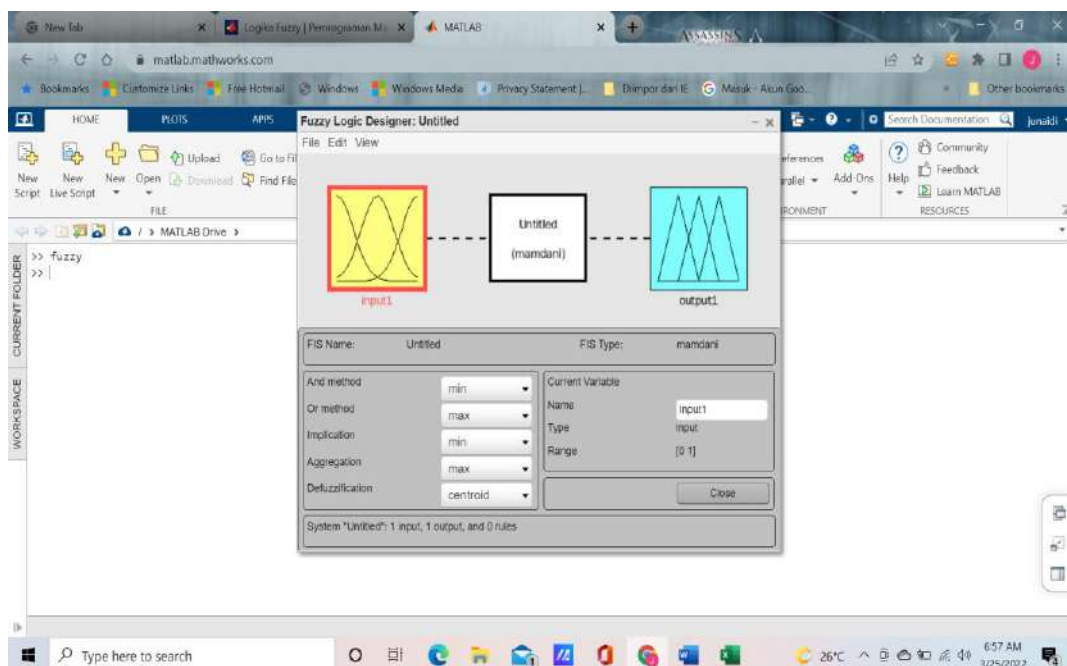 New Tab
Logika Fuzzy | Pemrograman M
MATLAB
ASSASSIN'S
matlab.mathworks.com
Bookmarks Customize Links Free Hotmail Windows Windows Media Privacy Statement |... Diimpor dari IE Masuk - Akun Goo... Other bookmarks
HOME PLOTS APPS
Search Documentation junaidi
New Script
New Live Script
New
Open
Upload
Download
Go to Fil
Find File
FILE
Add-Ons
Help
Community
Feedback
Learn MATLAB
RESOURCES
/ > MATLAB Drive >
CURRENT FOLDER
WORKSPACE
>> fuzzy
>>
Fuzzy Logic Designer: Untitled
File Edit View
Untitled
(mamdani)
input1
output1
FIS Name: Untitled FIS Type: mamdani
And method min
Or method max
Implication min
Aggregation max
Defuzzification centroid
Current Variable
Name input1
Type input
Range [0 1]
Close
System "Untitled": 1 input, 1 output, and 0 rules
Type here to search
26°C
6:57 AM
3/25/2022